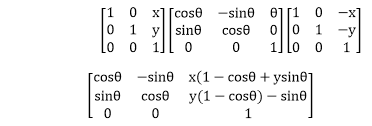 [1 0 x] [cosθ −sinθ θ] [1 0 −x]
[0 1 y] [sinθ cosθ 0] [0 1 −y]
[0 0 1] [0 0 1] [0 0 1]
[cosθ −sinθ x(1 − cosθ + ysinθ]
[sinθ cosθ y(1 − cosθ) − sinθ]
[0 0 1]